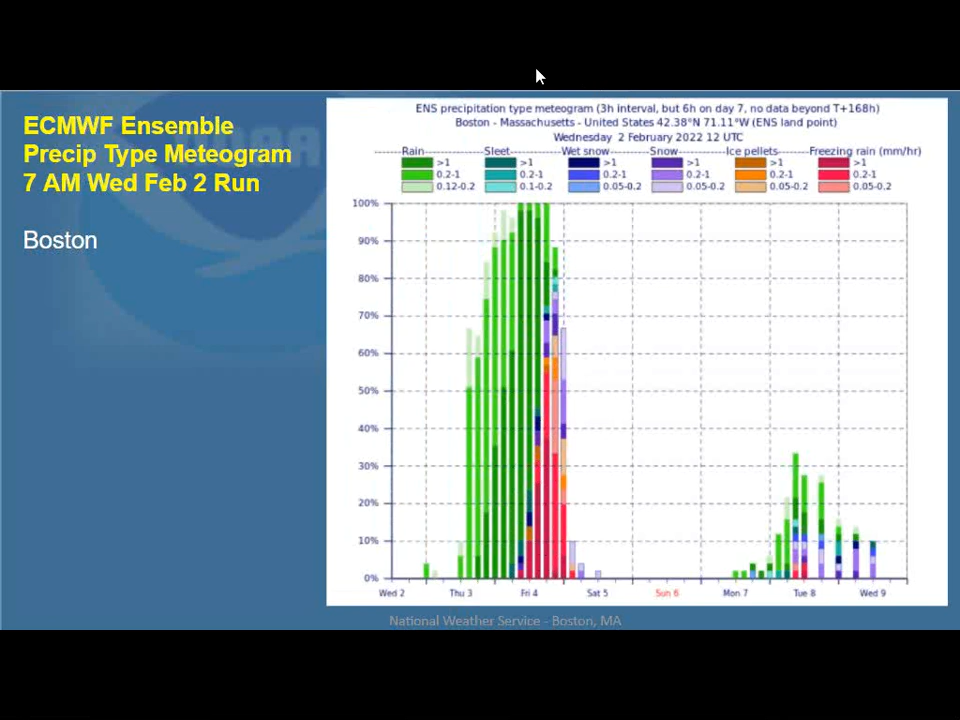 ECMWF Ensemble
Precip Type Meteogram
7 AM Wed Feb 2 Run
Boston
ENS precipitation type meteogram (3h interval, but 6h on day 7, no data beyond T+168h)
Boston - Massachusetts - United States 42.38°N 71.11°W (ENS land point)
Wednesday 2 February 2022 12 UTC
Rain Sleet Wet snow Snow Ice pellets Freezing rain (mm/hr)
>1 >1 >1 >1 >1 >1
0.2-1 0.2-1 0.2-1 0.2-1 0.2-1 0.2-1
0.12-0.2 0.1-0.2 0.05-0.2 0.05-0.2 0.05-0.2 0.05-0.2
100%
90%
80%
70%
60%
50%
40%
30%
20%
10%
0%
Wed 2 Thu 3 Fri 4 Sat 5 Sun 6 Mon 7 Tue 8 Wed 9
National Weather Service - Boston, MA